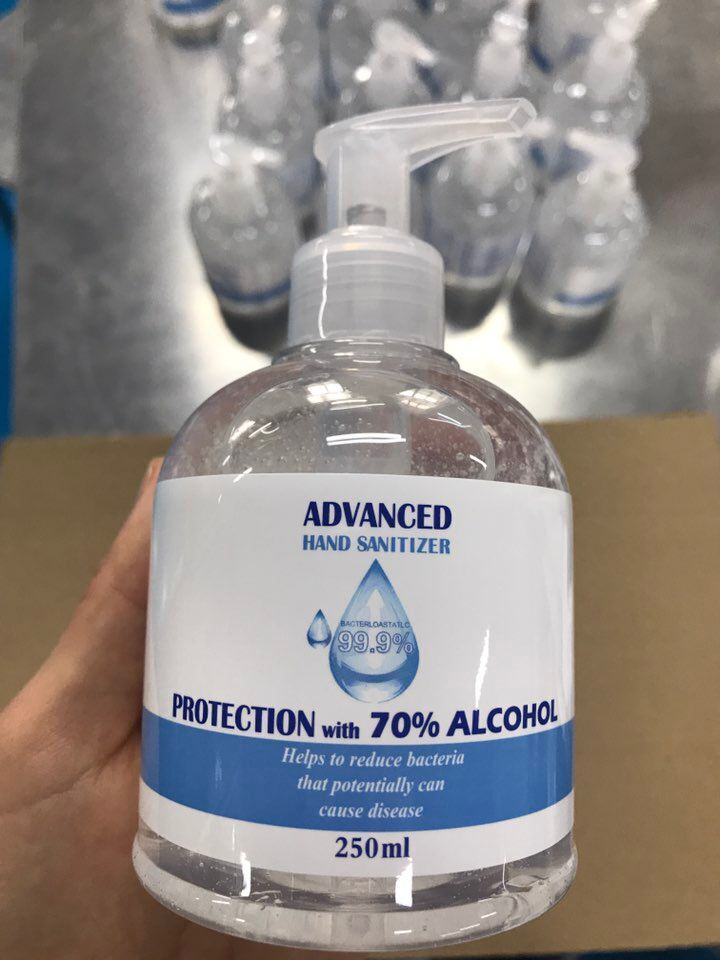 ADVANCED
HAND SANITIZER
BACTERLOASTATLC
99.9%
PROTECTION with 70% ALCOHOL
Helps to reduce bacteria
that potentially can
cause disease
250ml